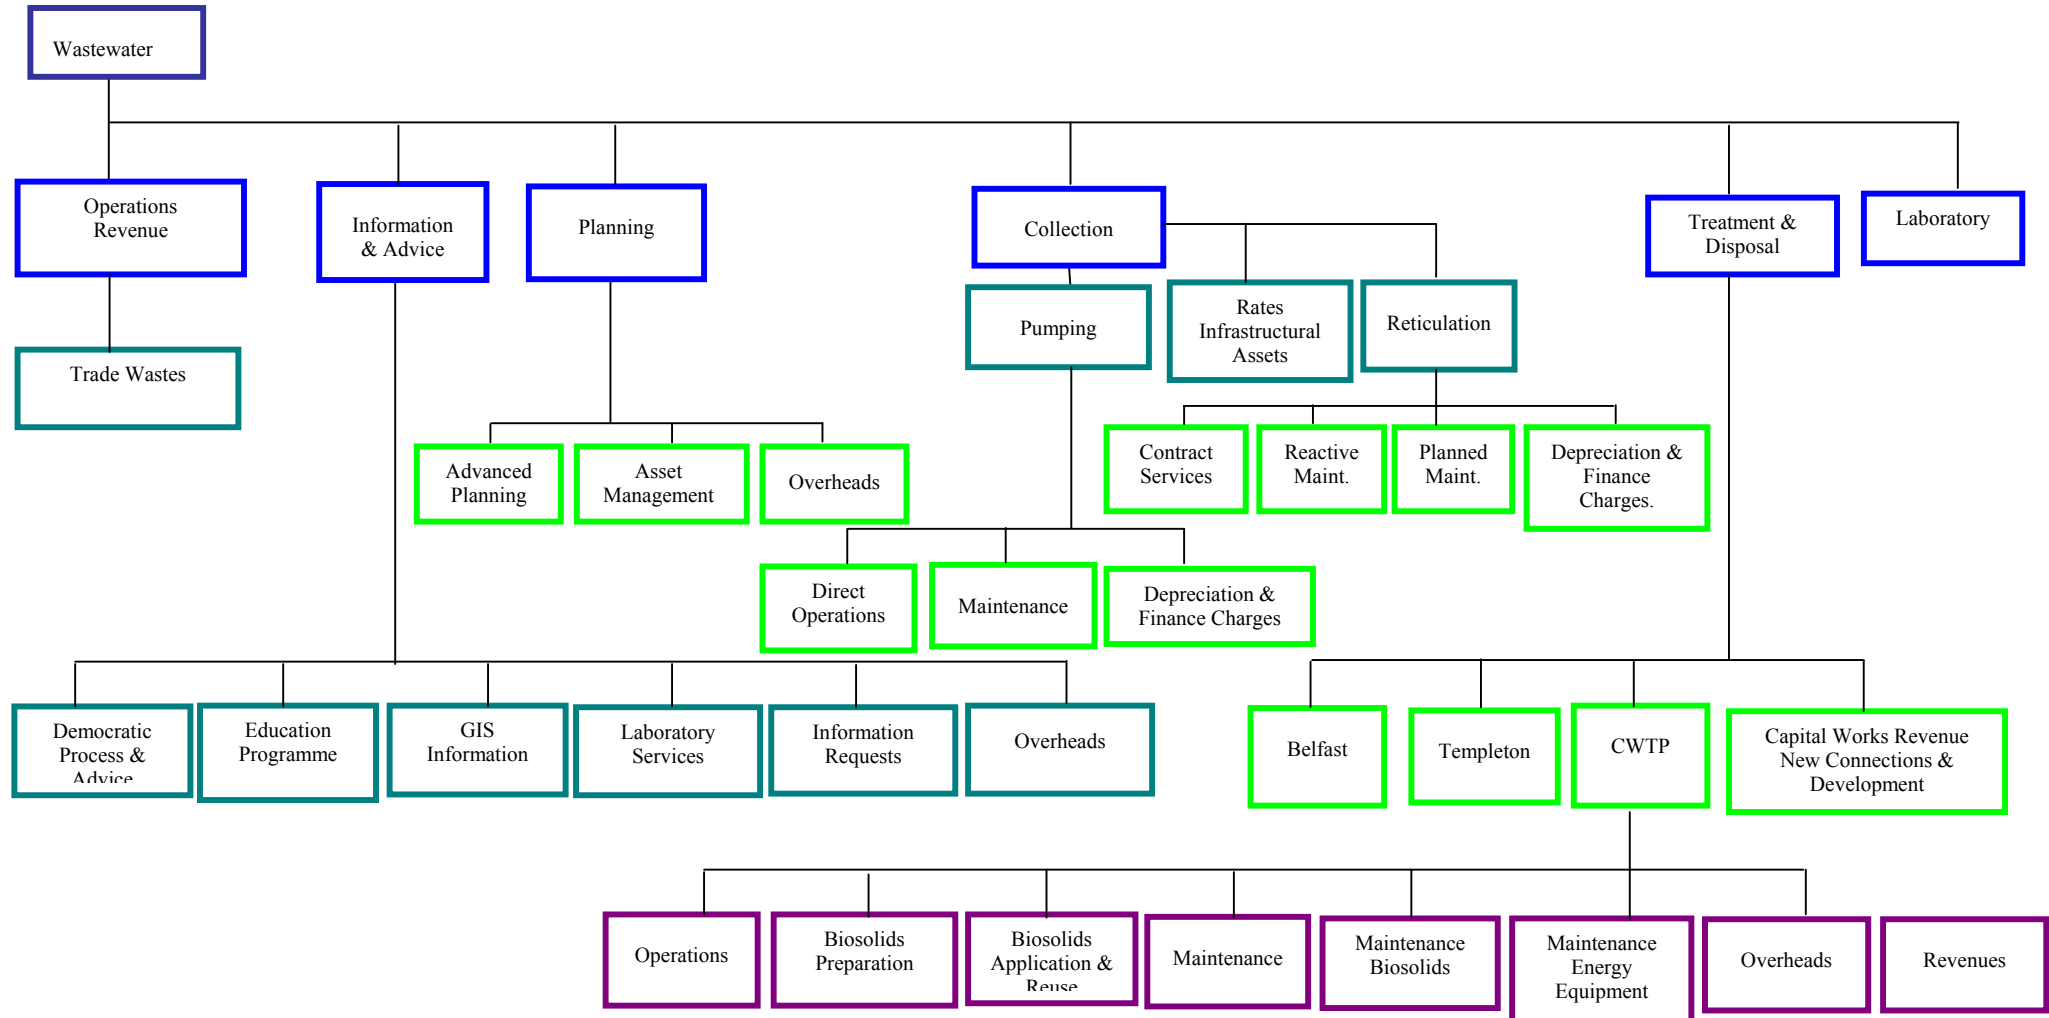 Wastewater
Operations
Revenue
Information
& Advice
Planning
Collection
Treatment &
Disposal
Laboratory
Trade Wastes
Pumping
Rates
Infrastructural
Assets
Reticulation
Advanced
Planning
Asset
Management
Overheads
Contract
Services
Reactive
Maint.
Planned
Maint.
Depreciation &
Finance
Charges.
Direct
Operations
Maintenance
Depreciation &
Finance Charges
Democratic
Process &
Advice
Education
Programme
GIS
Information
Laboratory
Services
Information
Requests
Overheads
Belfast
Templeton
CWTP
Capital Works Revenue
New Connections &
Development
Operations
Biosolids
Preparation
Biosolids
Application &
Reuse
Maintenance
Maintenance
Biosolids
Maintenance
Energy
Equipment
Overheads
Revenues